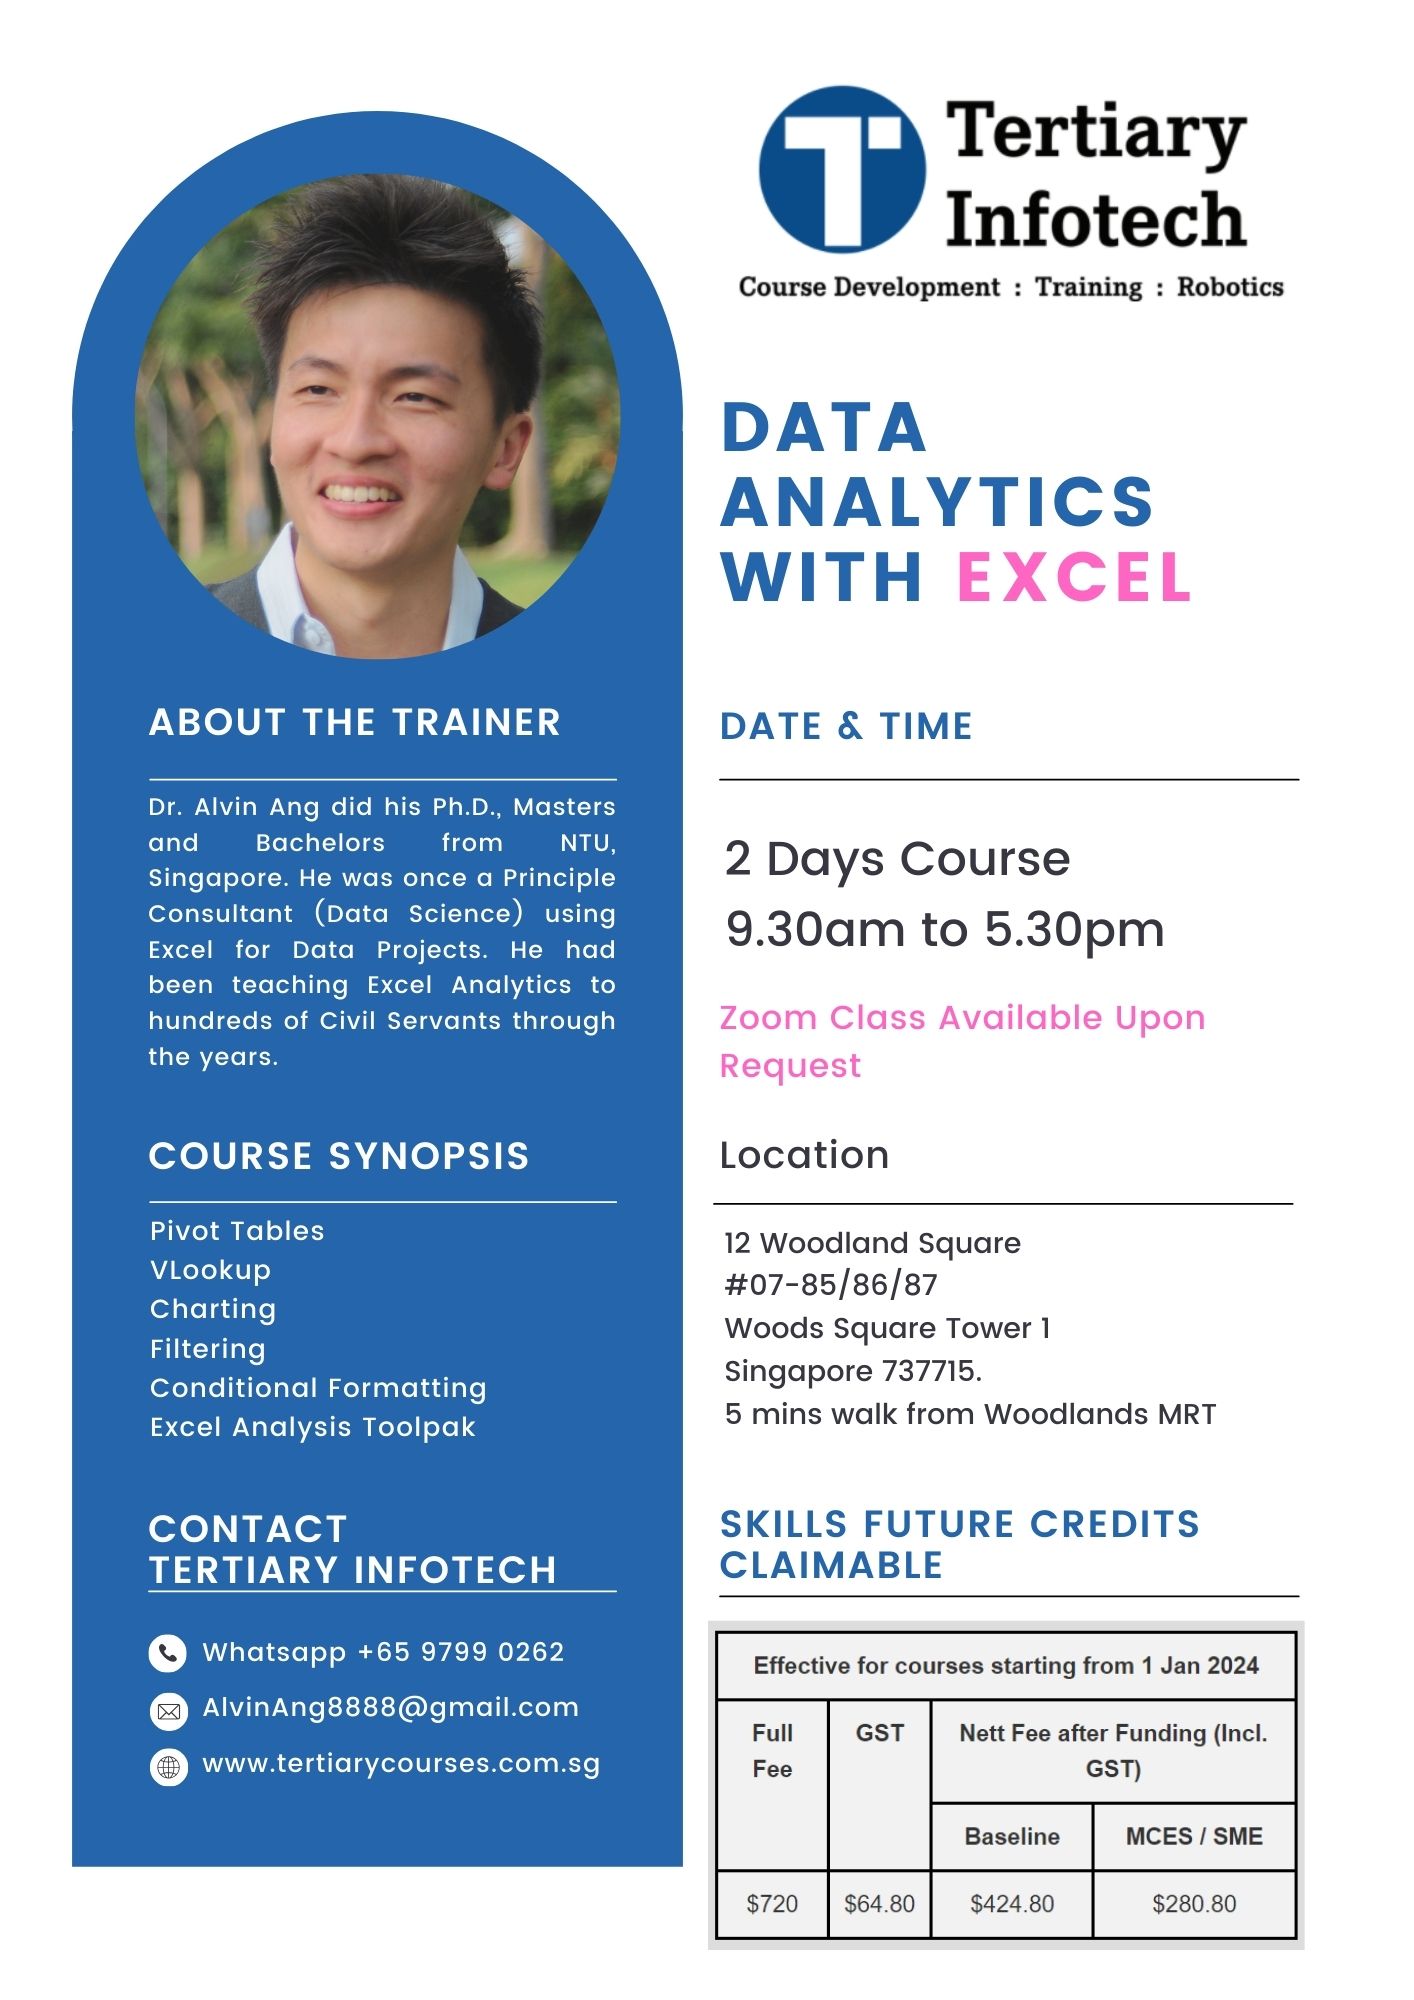 Tertiary
Infotech
Course Development : Training : Robotics
DATA
ANALYTICS
WITH EXCEL
ABOUT THE TRAINER
Dr. Alvin Ang did his Ph.D., Masters
and Bachelors from NTU,
Singapore. He was once a Principle
Consultant (Data Science) using
Excel for Data Projects. He had
been teaching Excel Analytics to
hundreds of Civil Servants through
the years.
COURSE SYNOPSIS
Pivot Tables
VLookup
Charting
Filtering
Conditional Formatting
Excel Analysis Toolpak
CONTACT
TERTIARY INFOTECH
Whatsapp +65 9799 0262
AlvinAng8888@gmail.com
www.tertiarycourses.com.sg
DATE & TIME
2 Days Course
9.30am to 5.30pm
Zoom Class Available Upon
Request
Location
12 Woodland Square
#07-85/86/87
Woods Square Tower 1
Singapore 737715.
5 mins walk from Woodlands MRT
SKILLS FUTURE CREDITS
CLAIMABLE
Effective for courses starting from 1 Jan 2024
Full
Fee
GST
Nett Fee after Funding (Incl.
GST)
Baseline
MCES / SME
$720
$64.80
$424.80
$280.80